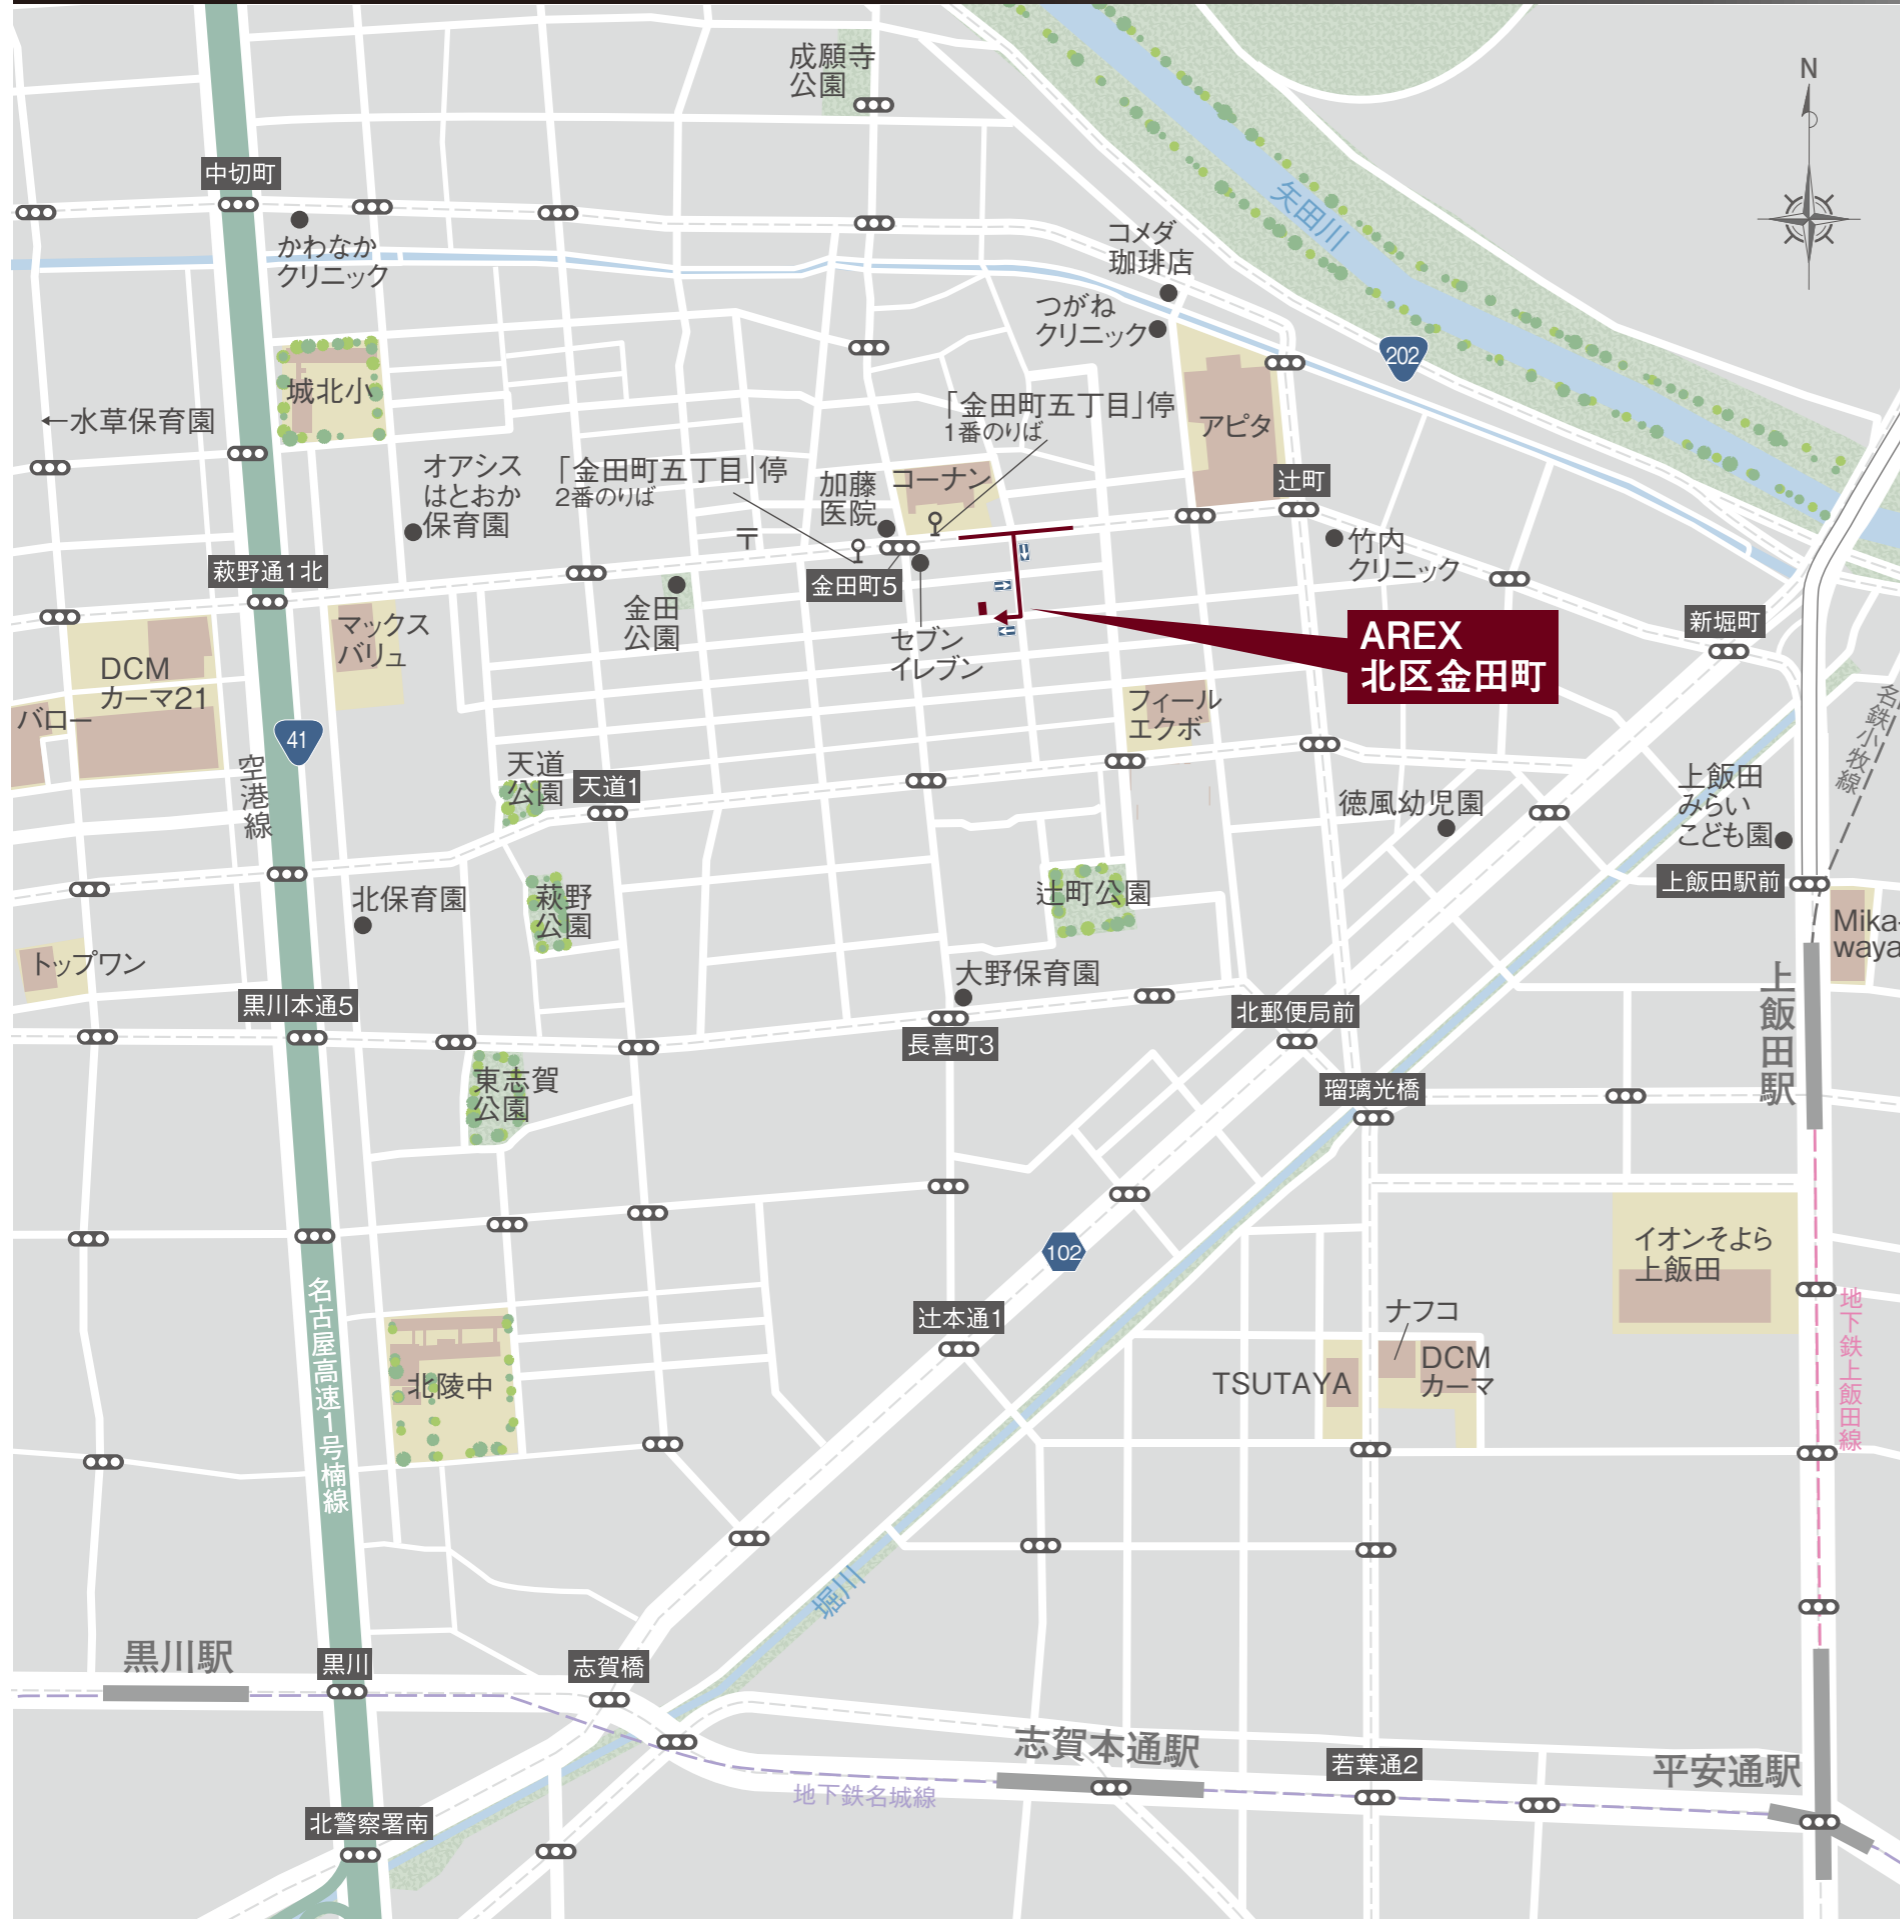 成願寺
公園
N
中切町
かわなか
クリニック
コメダ
珈琲店
矢田川
つがね
クリニック
202
城北小
←水草保育園
アピタ
「金田町五丁目」停
1番のりば
オアシス
はとおか
保育園
「金田町五丁目」停
2番のりば
加藤
医院
コーナン
辻町
〒
竹内
クリニック
萩野通1北
金田町5
金田
公園
マックス
バリュ
セブン
イレブン
AREX
北区金田町
新堀町
DCM
カーマ21
バロー
フィール
エクボ
名鉄小牧線
41
空港線
天道
公園
天道1
徳風幼児園
上飯田
みらい
こども園
上飯田駅前
北保育園
萩野
公園
辻町公園
Mika-
waya
トップワン
大野保育園
上飯田駅
黒川本通5
北郵便局前
長喜町3
東志賀
公園
瑠璃光橋
102
イオンそよら
上飯田
名古屋高速1号楠線
辻本通1
ナフコ
地下鉄上飯田線
北陵中
TSUTAYA
DCM
カーマ
堀川
黒川駅
黒川
志賀橋
志賀本通駅
若葉通2
平安通駅
地下鉄名城線
北警察署南